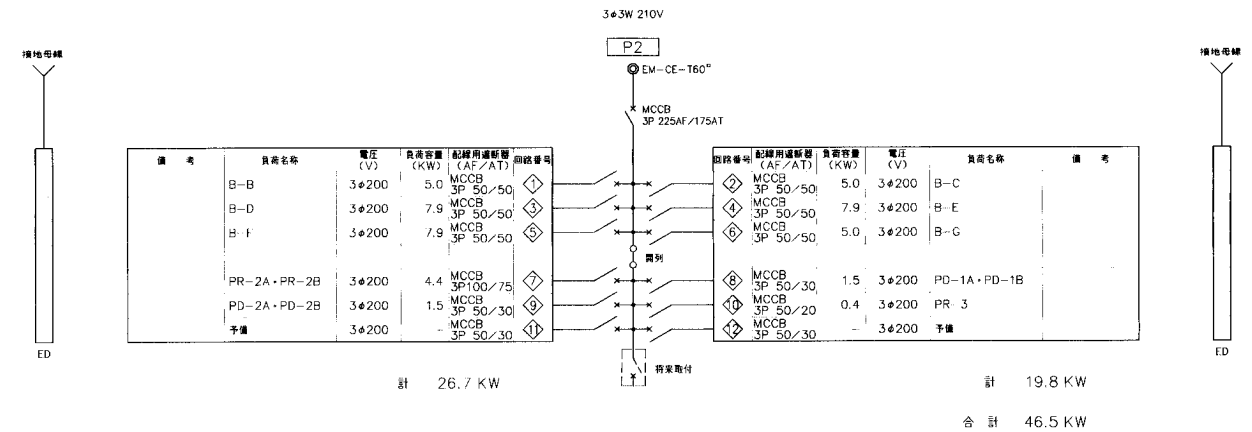 3φ3W 210V
P2
EM-CE-T60□
MCCB
3P 225AF/175AT
接地母線
ED
備 考 負荷名称 電圧(V) 負荷容量(KW) 配線用遮断器(AF/AT) 回路番号
B-B 3φ200 5.0 MCCB 3P 50/50 1
B-D 3φ200 7.9 MCCB 3P 50/50 3
B-F 3φ200 7.9 MCCB 3P 50/50 5
PR-2A・PR-2B 3φ200 4.4 MCCB 3P100/75 7
PD-2A・PD-2B 3φ200 1.5 MCCB 3P 50/30 9
予備 3φ200 — MCCB 3P 50/30 11
計 26.7 KW
開列
将来取付
回路番号 配線用遮断器(AF/AT) 負荷容量(KW) 電圧(V) 負荷名称 備 考
2 MCCB 3P 50/50 5.0 3φ200 B-C
4 MCCB 3P 50/50 7.9 3φ200 B-E
6 MCCB 3P 50/50 5.0 3φ200 B-G
8 MCCB 3P 50/30 1.5 3φ200 PD-1A・PD-1B
10 MCCB 3P 50/20 0.4 3φ200 PR-3
12 MCCB 3P 50/30 — 3φ200 予備
計 19.8 KW
合 計 46.5 KW
接地母線
ED